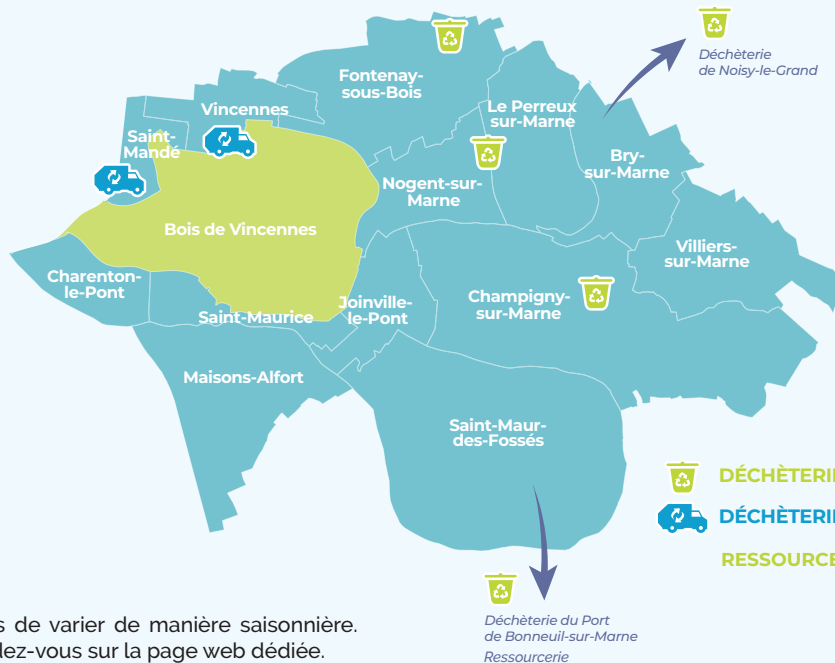 Déchèterie
de Noisy-le-Grand
Fontenay-
sous-Bois
Vincennes
Le Perreux
sur-Marne
Saint-
Mandé
Bry-
sur-Marne
Nogent-sur-
Marne
Bois de Vincennes
Villiers-
sur-Marne
Charenton-
le-Pont
Saint-Maurice
Joinville-
le-Pont
Champigny-
sur-Marne
Maisons-Alfort
Saint-Maur-
des-Fossés
DÉCHÈTERIE
DÉCHÈTERIE
RESSOURCE
Déchèterie du Port
de Bonneuil-sur-Marne
Ressourcerie
s de varier de manière saisonnière.
dez-vous sur la page web dédiée.